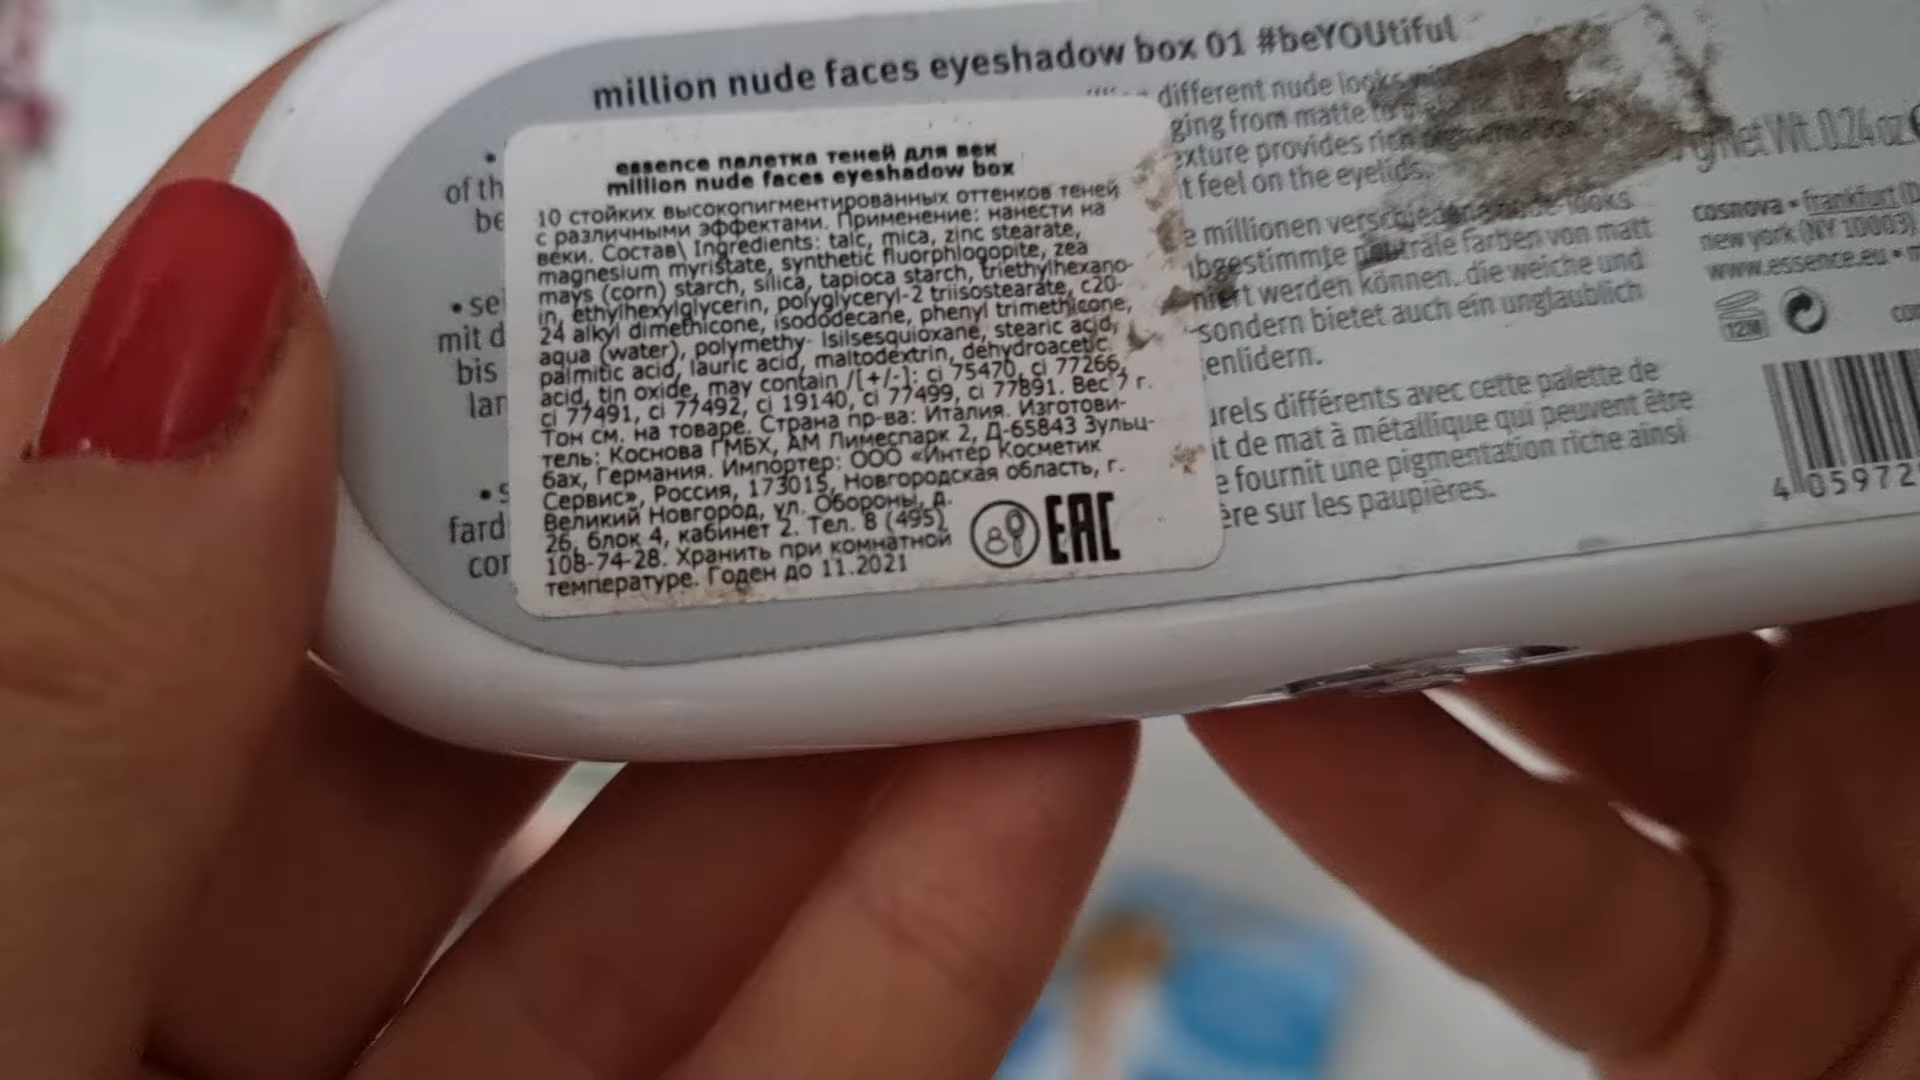 million nude faces eyeshadow box 01 #beYOUtiful
essence палетка теней для век
million nude faces eyeshadow box
10 стойких высокопигментированных оттенков теней
с различными эффектами. Применение: нанести на
веки. Состав\ Ingredients: talc, mica, zinc stearate,
magnesium myristate, synthetic fluorphlogopite, zea
mays (corn) starch, silica, tapioca starch, triethylhexano-
in, ethylhexylglycerin, polyglyceryl-2 triisostearate, c20-
24 alkyl dimethicone, isododecane, phenyl trimethicone,
aqua (water), polymethy- lsilsesquioxane, stearic acid,
palmitic acid, lauric acid, maltodextrin, dehydroacetic
acid, tin oxide, may contain /[+/-]: ci 75470, ci 77266,
ci 77491, ci 77492, ci 19140, ci 77499, ci 77891. Вес 7 г.
Тон см. на товаре. Страна пр-ва: Италия. Изготови-
тель: Коснова ГМБХ, АМ Лимеспарк 2, Д-65843 Зульц-
бах, Германия. Импортер: ООО «Интер Косметик
Сервис», Россия, 173015, Новгородская область, г.
Великий Новгород, ул. Обороны, д.
26, блок 4, кабинет 2. Тел. 8 (495)
108-74-28. Хранить при комнатной
температуре. Годен до 11.2021
EAC
of th
be
• se
mit d
bis
lar
• s
fard
cor
different nude looks
ging from matte to
exture provides rich
t feel on the eyelids.
e millionen looks
bgestimmte neutrale farben von matt
niert werden können. die weiche und
sondern bietet auch ein unglaublich
enlidern.
urels différents avec cette palette de
it de mat à métallique qui peuvent être
e fournit une pigmentation riche ainsi
ère sur les paupières.
g Net Wt. 0.24 oz
cosnova • frankfurt (D
new york (NY 10003)
www.essence.eu •
12M
4 05972